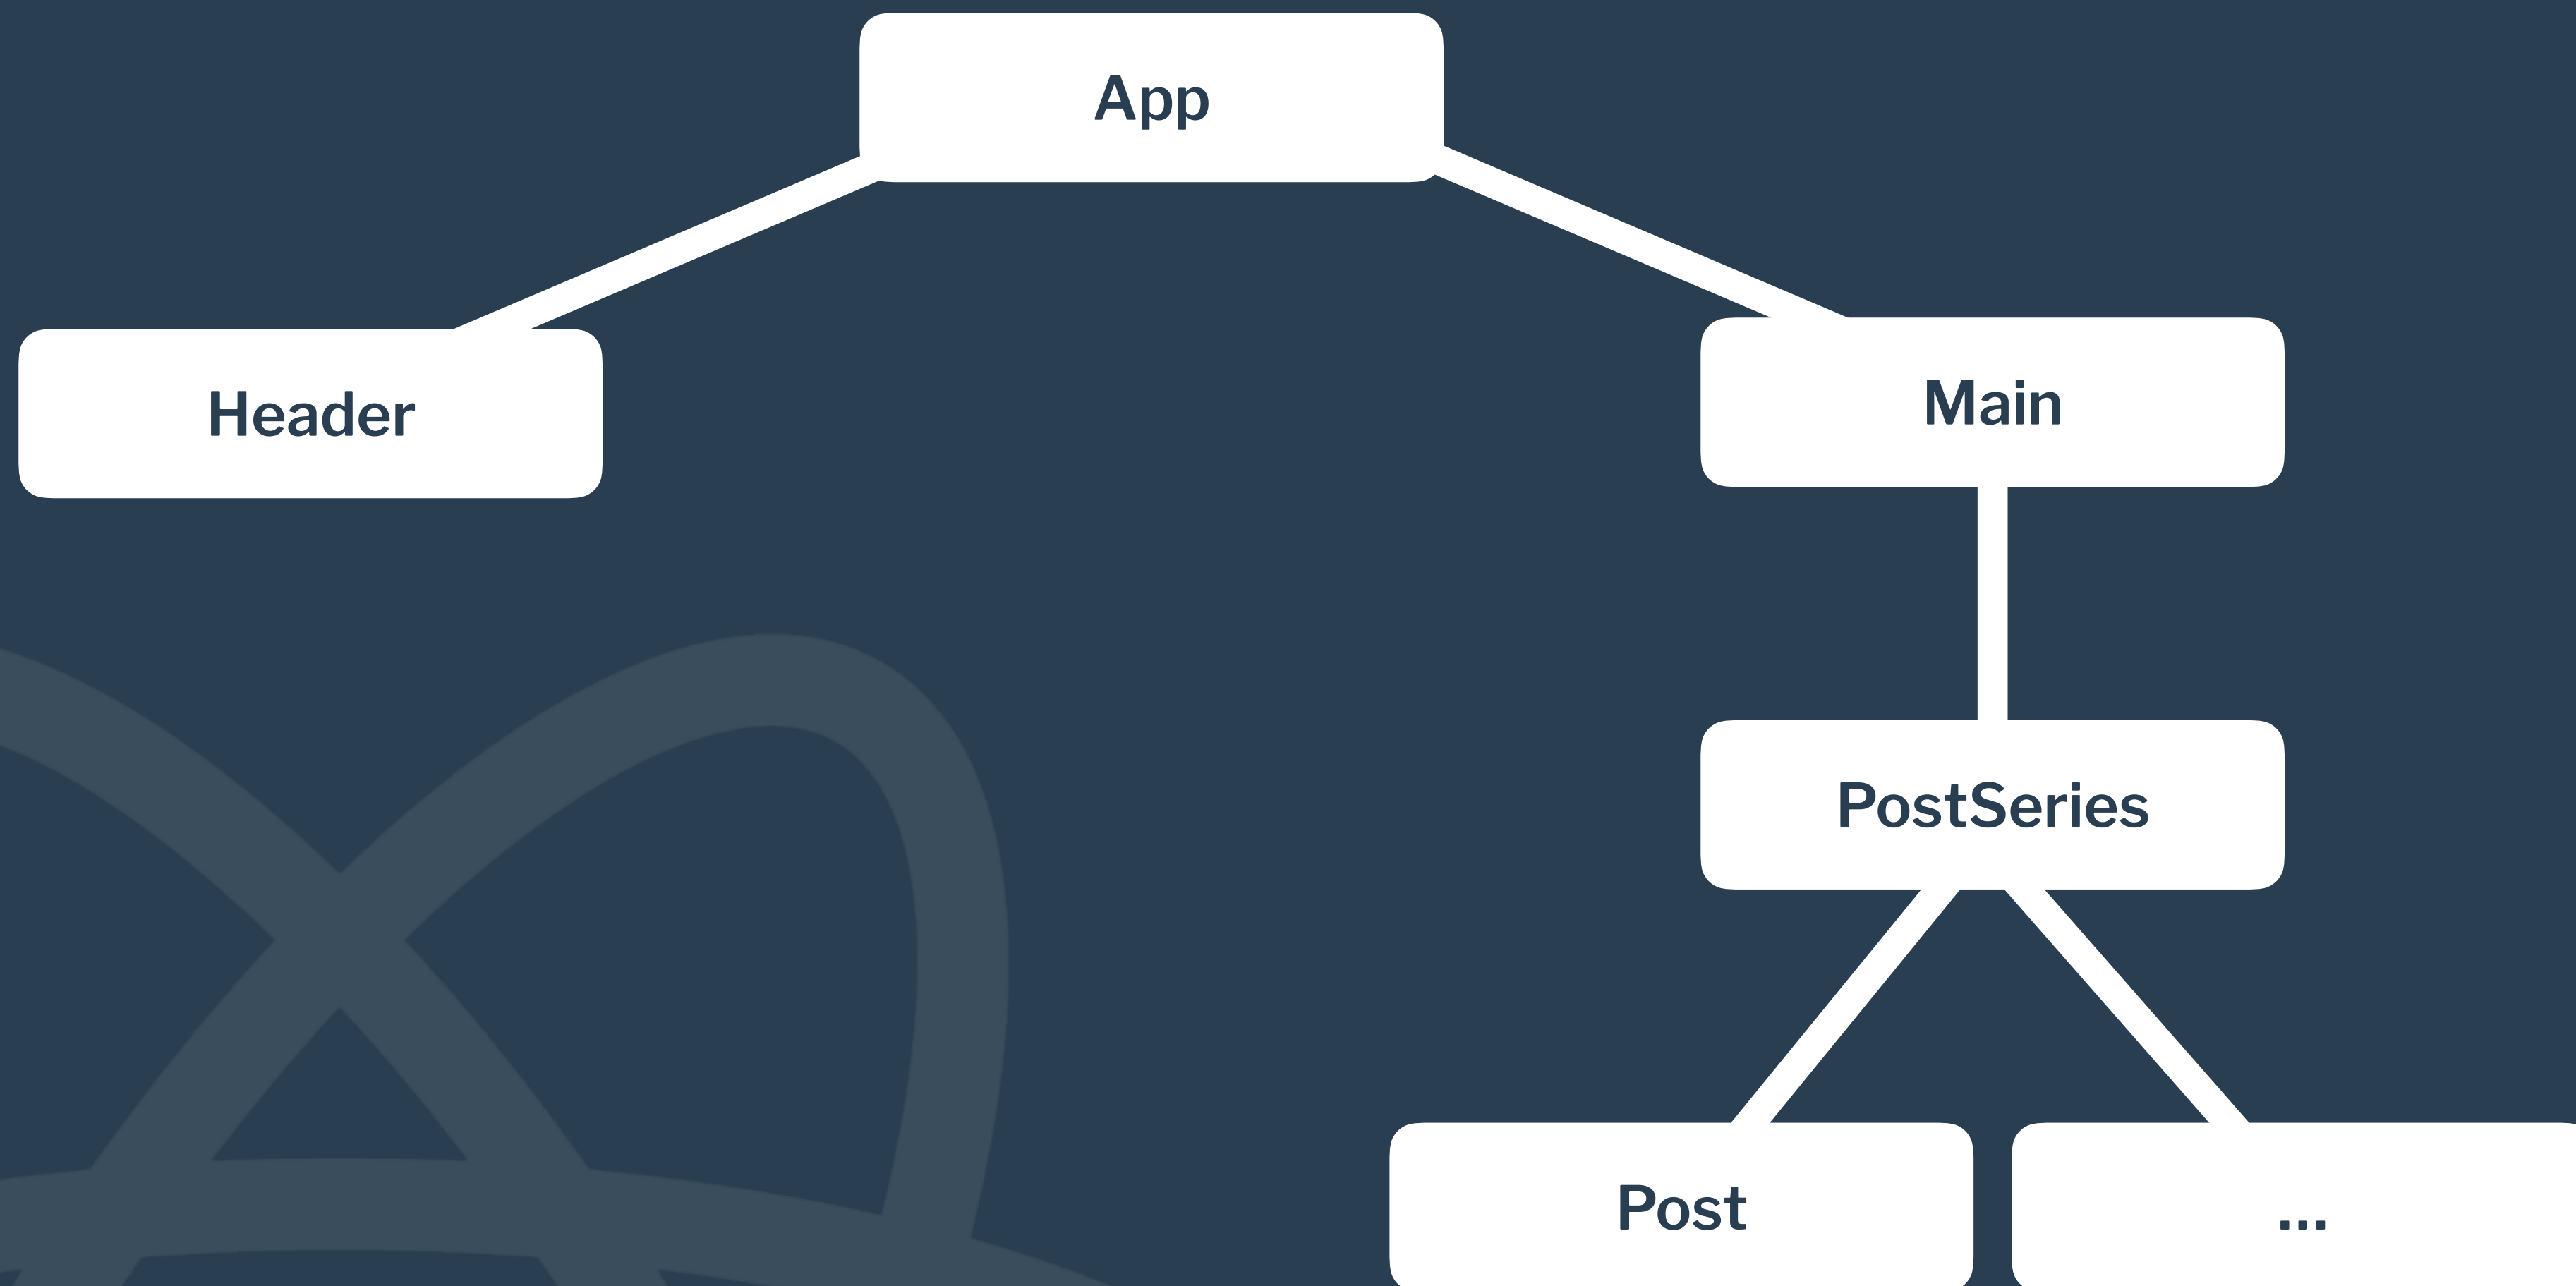 App
Header
Main
PostSeries
Post
...